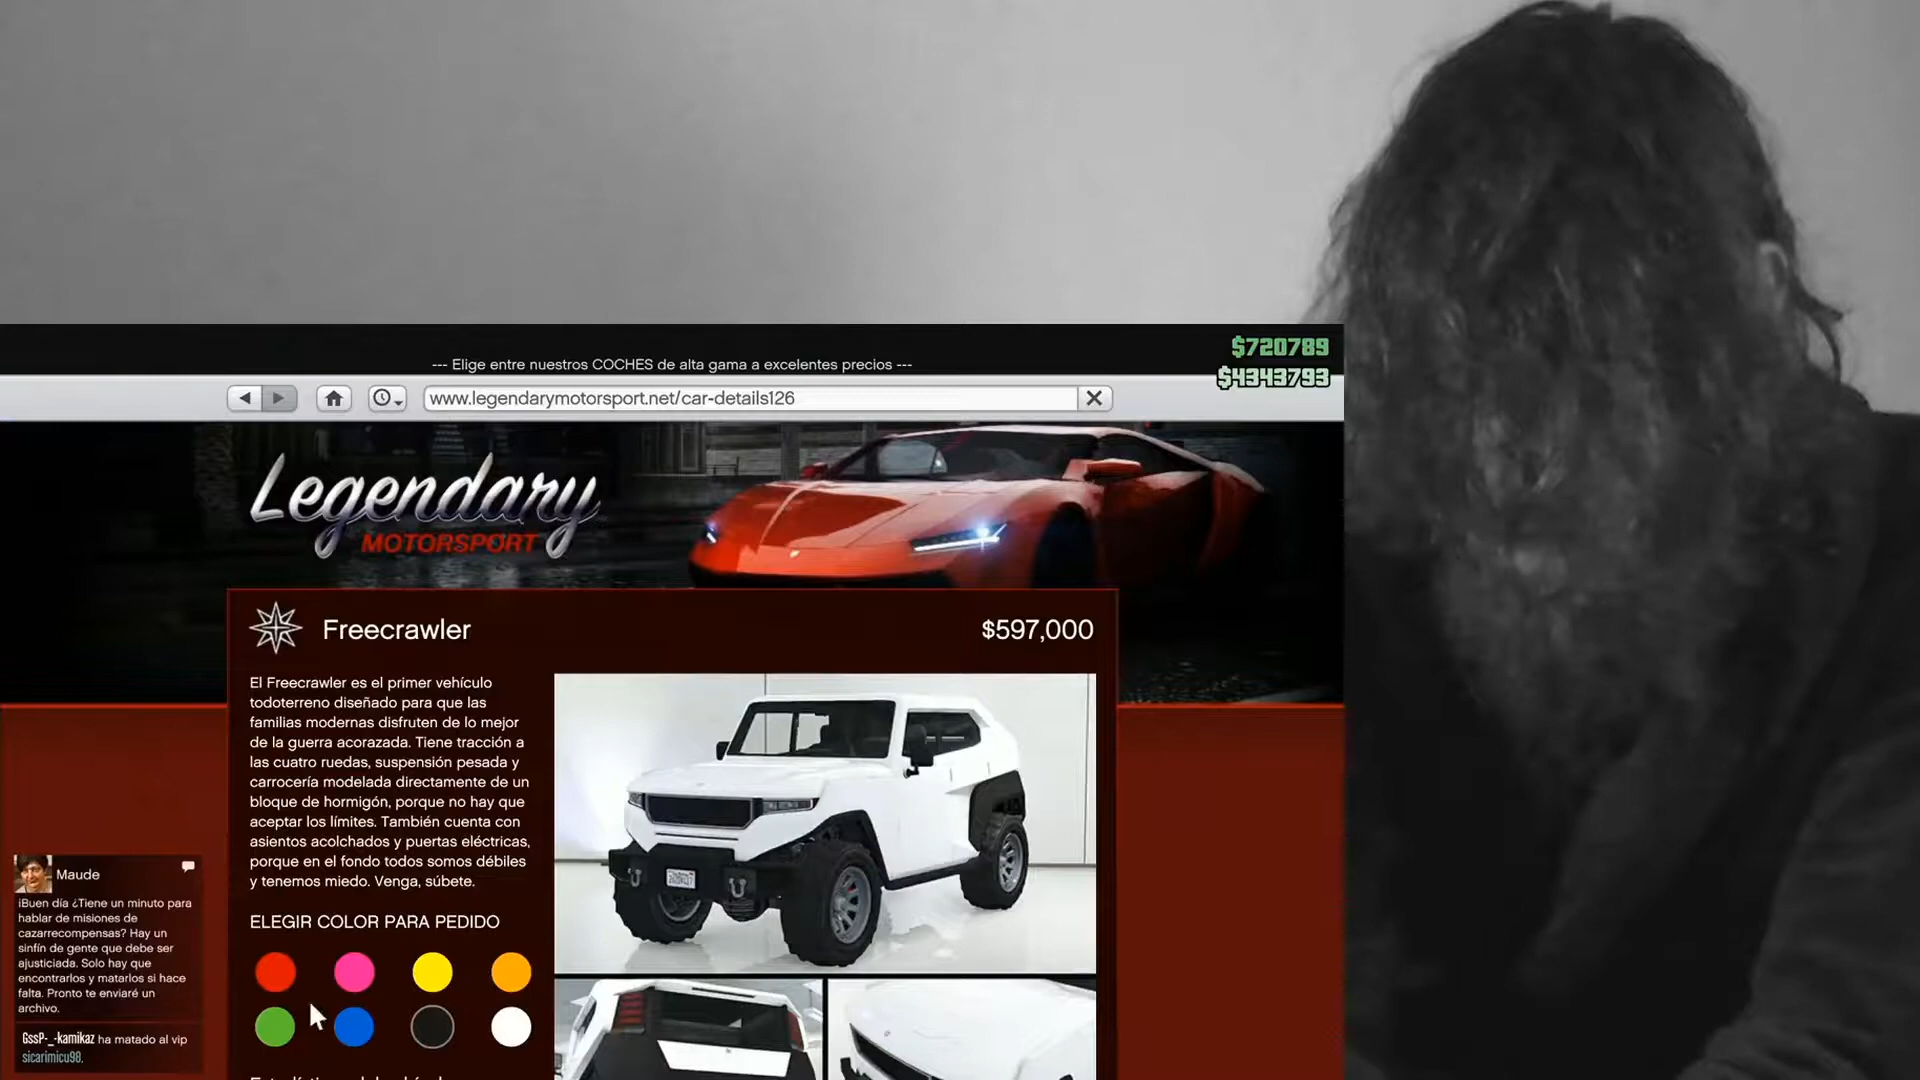 $720789
--- Elige entre nuestros COCHES de alta gama a excelentes precios ---
$4343793
www.legendarymotorsport.net/car-details126
Legendary
MOTORSPORT
Freecrawler
$597,000
El Freecrawler es el primer vehículo
todoterreno diseñado para que las
familias modernas disfruten de lo mejor
de la guerra acorazada. Tiene tracción a
las cuatro ruedas, suspensión pesada y
carrocería modelada directamente de un
bloque de hormigón, porque no hay que
aceptar los límites. También cuenta con
asientos acolchados y puertas eléctricas,
porque en el fondo todos somos débiles
y tenemos miedo. Venga, súbete.
ELEGIR COLOR PARA PEDIDO
Maude
¡Buen día ¿Tiene un minuto para
hablar de misiones de
cazarrecompensas? Hay un
sinfín de gente que debe ser
ajusticiada. Solo hay que
encontrarlos y matarlos si hace
falta. Pronto te enviaré un
archivo.
GssP-_-kamikaz ha matado al vip
sicarimicu98.